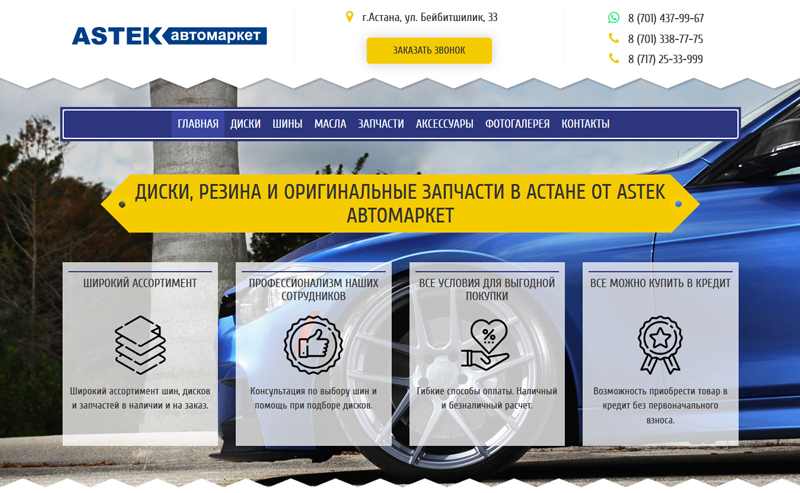 ASTEK автомаркет
г.Астана, ул. Бейбитшилик, 33
ЗАКАЗАТЬ ЗВОНОК
8 (701) 437-99-67
8 (701) 338-77-75
8 (717) 25-33-999
ГЛАВНАЯ ДИСКИ ШИНЫ МАСЛА ЗАПЧАСТИ АКСЕССУАРЫ ФОТОГАЛЕРЕЯ КОНТАКТЫ
ДИСКИ, РЕЗИНА И ОРИГИНАЛЬНЫЕ ЗАПЧАСТИ В АСТАНЕ ОТ ASTEK
АВТОМАРКЕТ
ШИРОКИЙ АССОРТИМЕНТ
Широкий ассортимент шин, дисков
и запчастей в наличии и на заказ.
ПРОФЕССИОНАЛИЗМ НАШИХ
СОТРУДНИКОВ
Консультация по выбору шин и
помощь при подборе дисков.
ВСЕ УСЛОВИЯ ДЛЯ ВЫГОДНОЙ
ПОКУПКИ
%
Гибкие способы оплаты. Наличный
и безналичный расчет.
ВСЕ МОЖНО КУПИТЬ В КРЕДИТ
Возможность приобрести товар в
кредит без первоначального
взноса.